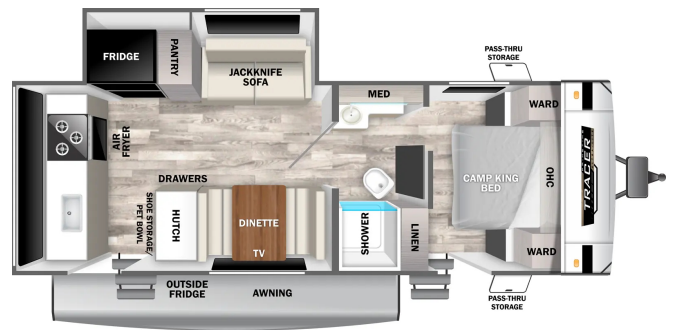 PASS-THRU
STORAGE
FRIDGE
PANTRY
JACKKNIFE
SOFA
MED
WARD
AIR
FRYER
DRAWERS
CAMP KING
BED
OHC
TRACER
SHOE STORAGE/
PET BOWL
HUTCH
DINETTE
TV
SHOWER
LINEN
WARD
OUTSIDE
FRIDGE
AWNING
PASS-THRU
STORAGE